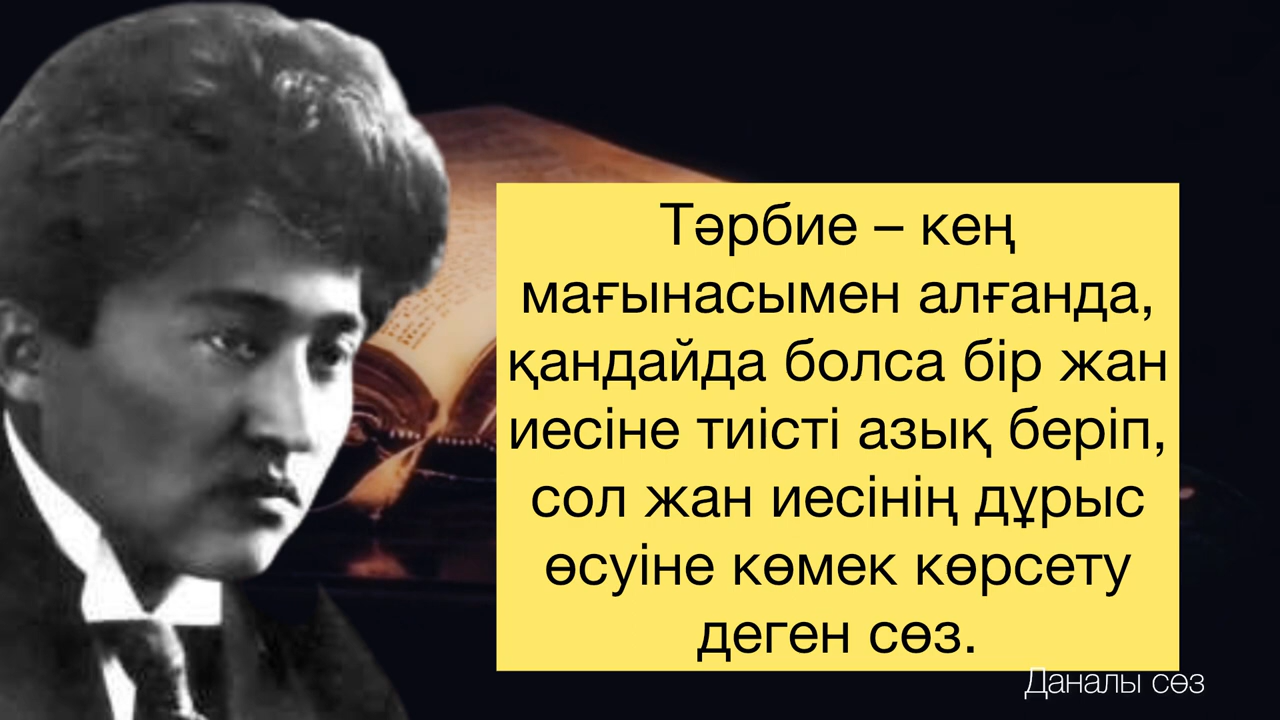 Тәрбие – кең
мағынасымен алғанда,
қандайда болса бір жан
иесіне тиісті азық беріп,
сол жан иесінің дұрыс
өсуіне көмек көрсету
деген сөз.
Даналы сөз